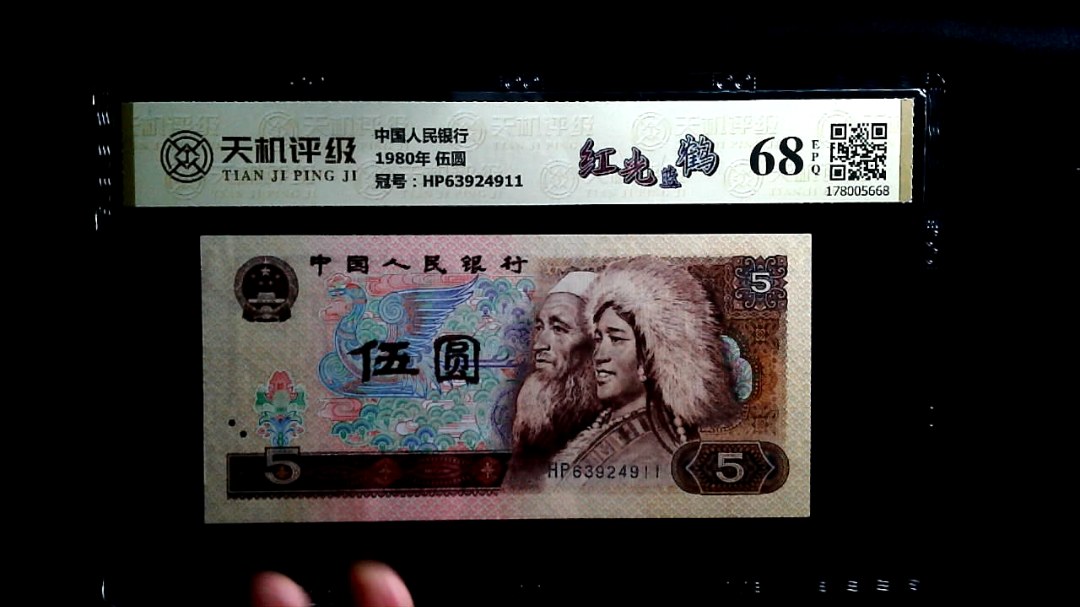 天机评级
TIAN JI PING JI
中国人民银行
1980年 伍圆
冠号：HP63924911
红光蓝鹤
68
EPQ
178005668
中国人民银行
5
伍圆
5
HP63924911
5